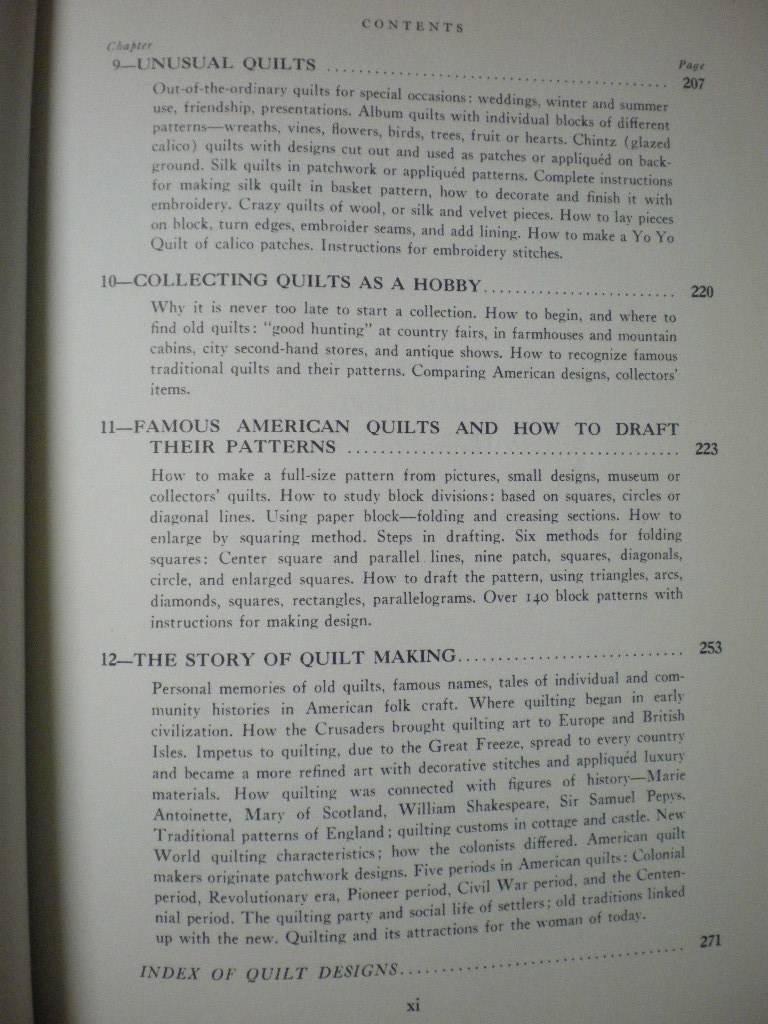 CONTENTS
Chapter Page
9—UNUSUAL QUILTS ........................................ 207
Out-of-the-ordinary quilts for special occasions: weddings, winter and summer
use, friendship, presentations. Album quilts with individual blocks of different
patterns—wreaths, vines, flowers, birds, trees, fruit or hearts. Chintz (glazed
calico) quilts with designs cut out and used as patches or appliquéd on back-
ground. Silk quilts in patchwork or appliquéd patterns. Complete instructions
for making silk quilt in basket pattern, how to decorate and finish it with
embroidery. Crazy quilts of wool, or silk and velvet pieces. How to lay pieces
on block, turn edges, embroider seams, and add lining. How to make a Yo Yo
Quilt of calico patches. Instructions for embroidery stitches.
10—COLLECTING QUILTS AS A HOBBY........................ 220
Why it is never too late to start a collection. How to begin, and where to
find old quilts: "good hunting" at country fairs, in farmhouses and mountain
cabins, city second-hand stores, and antique shows. How to recognize famous
traditional quilts and their patterns. Comparing American designs, collectors'
items.
11—FAMOUS AMERICAN QUILTS AND HOW TO DRAFT
THEIR PATTERNS ........................................ 223
How to make a full-size pattern from pictures, small designs, museum or
collectors' quilts. How to study block divisions: based on squares, circles or
diagonal lines. Using paper block—folding and creasing sections. How to
enlarge by squaring method. Steps in drafting. Six methods for folding
squares: Center square and parallel lines, nine patch, squares, diagonals,
circle, and enlarged squares. How to draft the pattern, using triangles, arcs,
diamonds, squares, rectangles, parallelograms. Over 140 block patterns with
instructions for making design.
12—THE STORY OF QUILT MAKING............................ 253
Personal memories of old quilts, famous names, tales of individual and com-
munity histories in American folk craft. Where quilting began in early
civilization. How the Crusaders brought quilting art to Europe and British
Isles. Impetus to quilting, due to the Great Freeze, spread to every country
and became a more refined art with decorative stitches and appliquéd luxury
materials. How quilting was connected with figures of history—Marie
Antoinette, Mary of Scotland, William Shakespeare, Sir Samuel Pepys.
Traditional patterns of England; quilting customs in cottage and castle. New
World quilting characteristics; how the colonists differed. American quilt
makers originate patchwork designs. Five periods in American quilts: Colonial
period, Revolutionary era, Pioneer period, Civil War period, and the Centen-
nial period. The quilting party and social life of settlers; old traditions linked
up with the new. Quilting and its attractions for the woman of today.
INDEX OF QUILT DESIGNS.................................. 271
xi